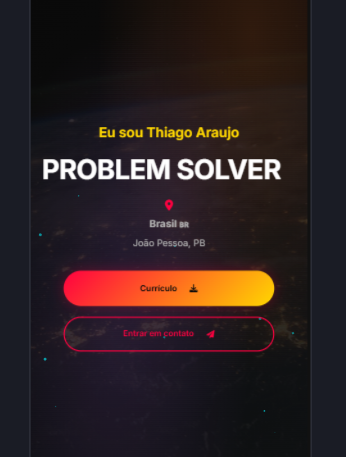 Eu sou Thiago Araujo
PROBLEM SOLVER
Brasil BR
João Pessoa, PB
Currículo
Entrar em contato